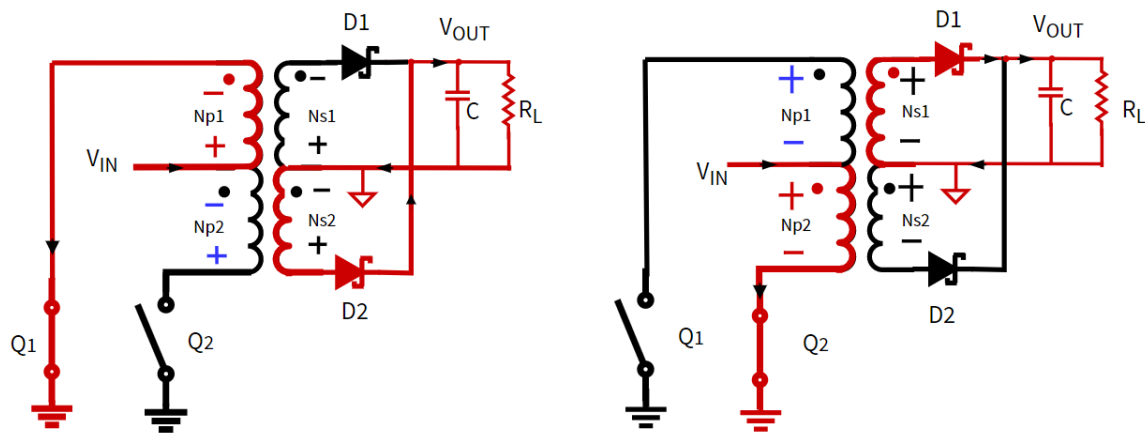 D1
VOUT
− −
Np1 Ns1 C RL
+ +
VIN
− −
Np2 Ns2
+ +
D2
Q1 Q2
D1
VOUT
+ +
Np1 Ns1 C RL
− −
VIN
+ +
Np2 Ns2
− −
D2
Q1 Q2